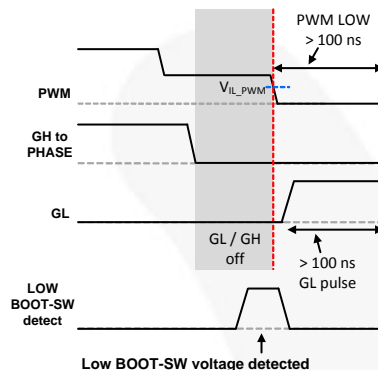 PWM LOW
> 100 ns
V_IL_PWM
PWM
GH to
PHASE
GL
GL / GH
off
> 100 ns
GL pulse
LOW
BOOT-SW
detect
Low BOOT-SW voltage detected